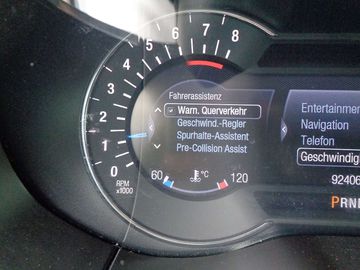 8
7
6
5
4
3
2
1
0
RPM
x1000
Fahrerassistenz
Warn. Querverkehr
Geschwind.-Regler
Spurhalte-Assistent
Pre-Collision Assist
60 °C 120
Entertainmen
Navigation
Telefon
Geschwindig
92406
PRND